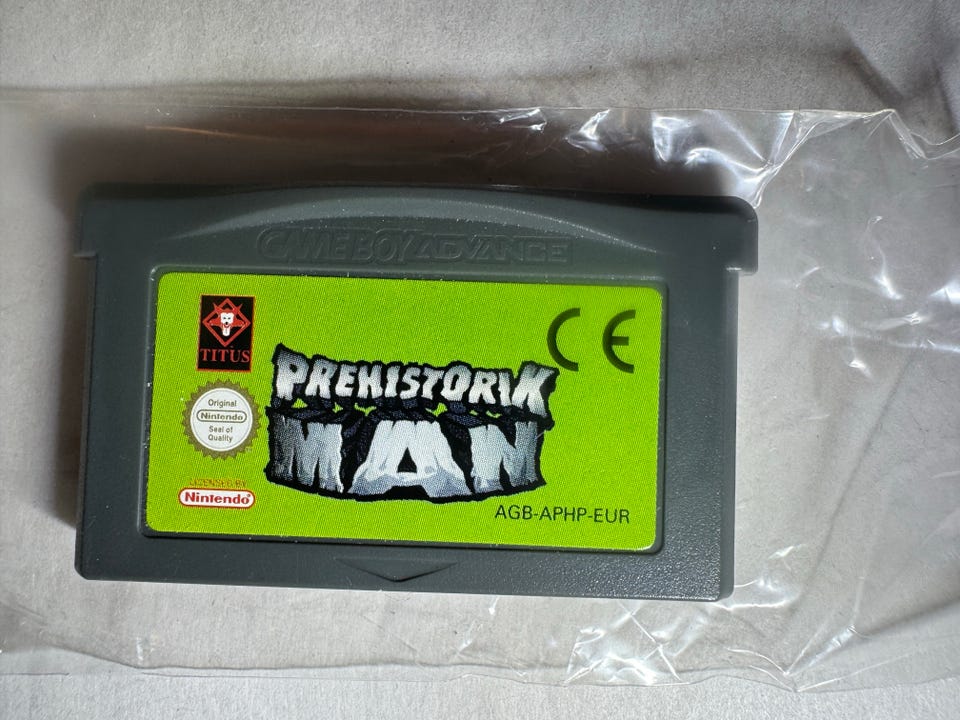 GAME BOY ADVANCE
TITUS
PREHISTORIK
MAN
CE
Original
Nintendo
Seal of
Quality
LICENSED BY
Nintendo
AGB-APHP-EUR